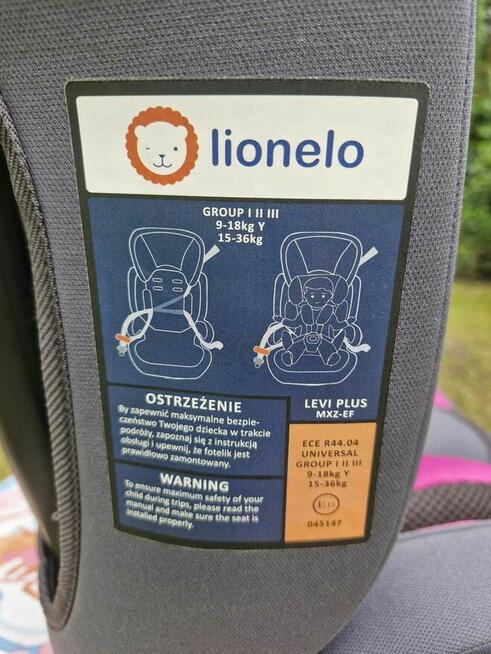 lionelo
GROUP I II III
9-18kg Y
15-36kg
OSTRZEŻENIE
By zapewnić maksymalne bezpie-
czeństwo Twojego dziecka w trakcie
podróży, zapoznaj się z instrukcją
obsługi i upewnij, że fotelik jest
prawidłowo zamontowany.
WARNING
To ensure maximum safety of your
child during trips, please read the
manual and make sure the seat is
installed properly.
LEVI PLUS
MXZ-EF
ECE R44.04
UNIVERSAL
GROUP I II III
9-18kg Y
15-36kg
045147